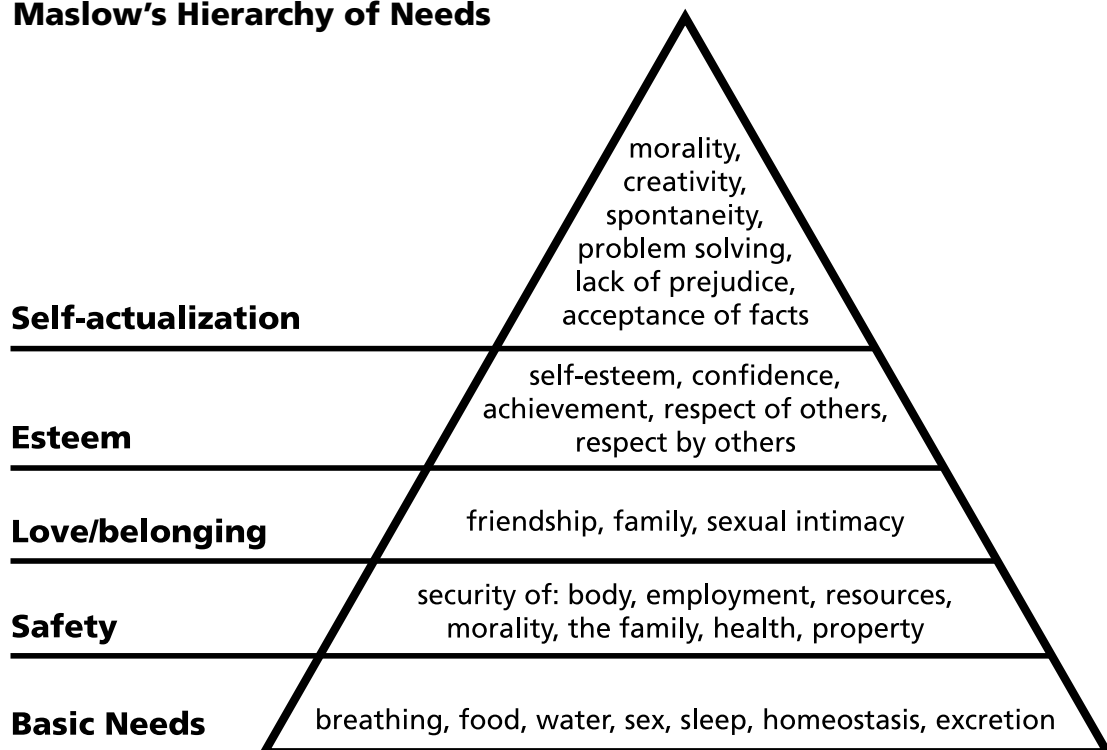 Maslow’s Hierarchy of Needs
morality,
creativity,
spontaneity,
problem solving,
lack of prejudice,
acceptance of facts
Self-actualization
self-esteem, confidence,
achievement, respect of others,
respect by others
Esteem
friendship, family, sexual intimacy
Love/belonging
security of: body, employment, resources,
morality, the family, health, property
Safety
breathing, food, water, sex, sleep, homeostasis, excretion
Basic Needs